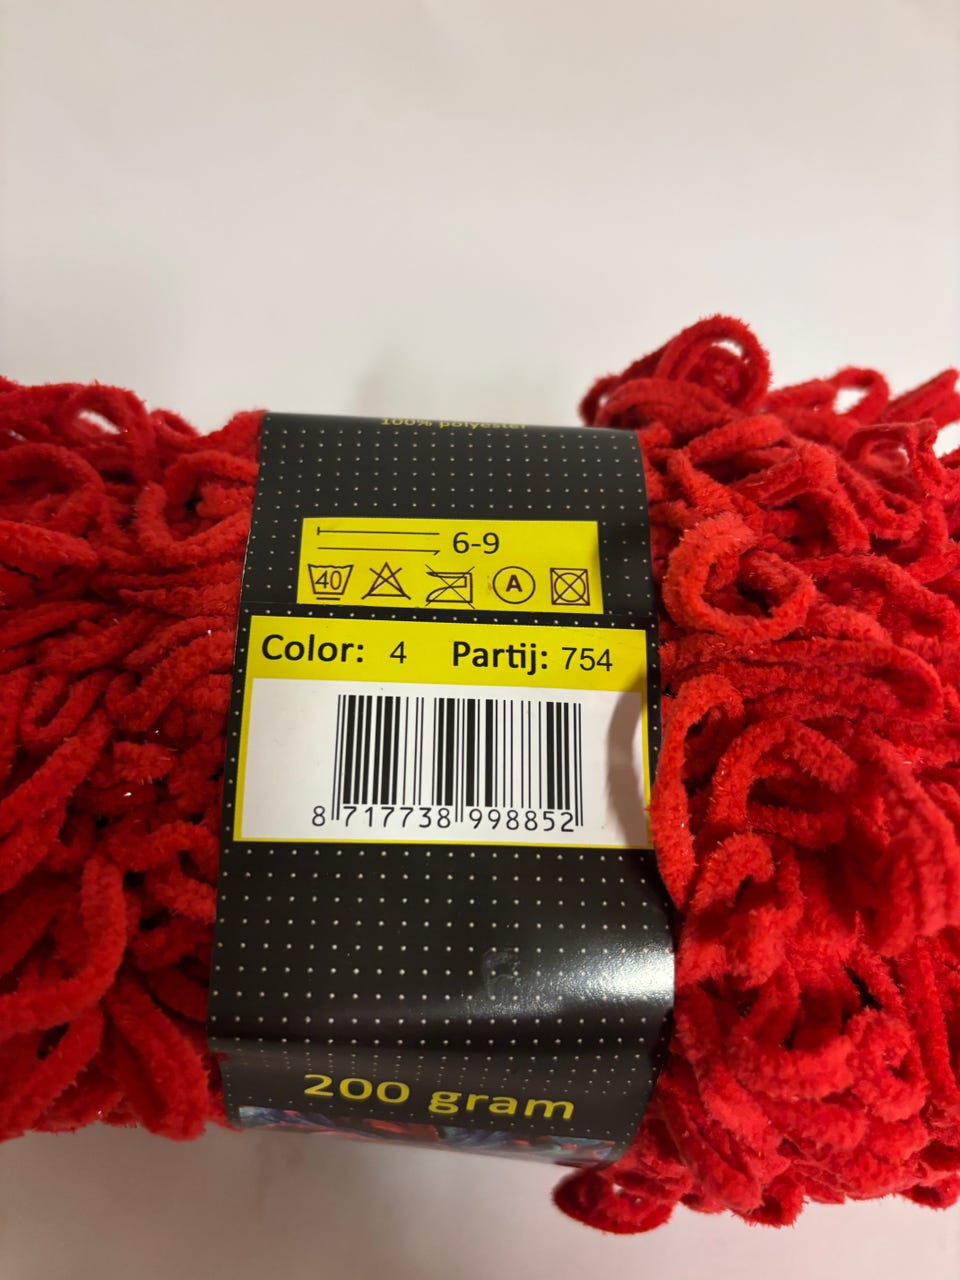 100% polyester
6-9
40
A
Color: 4 Partij: 754
8 717738 998852
200 gram